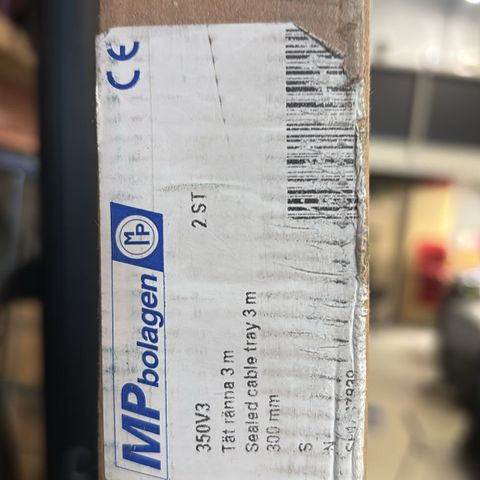 MPbolagen MP CE
350V3 2 ST
Tät ränna 3 m
Sealed cable tray 3 m
300 mm
S
N